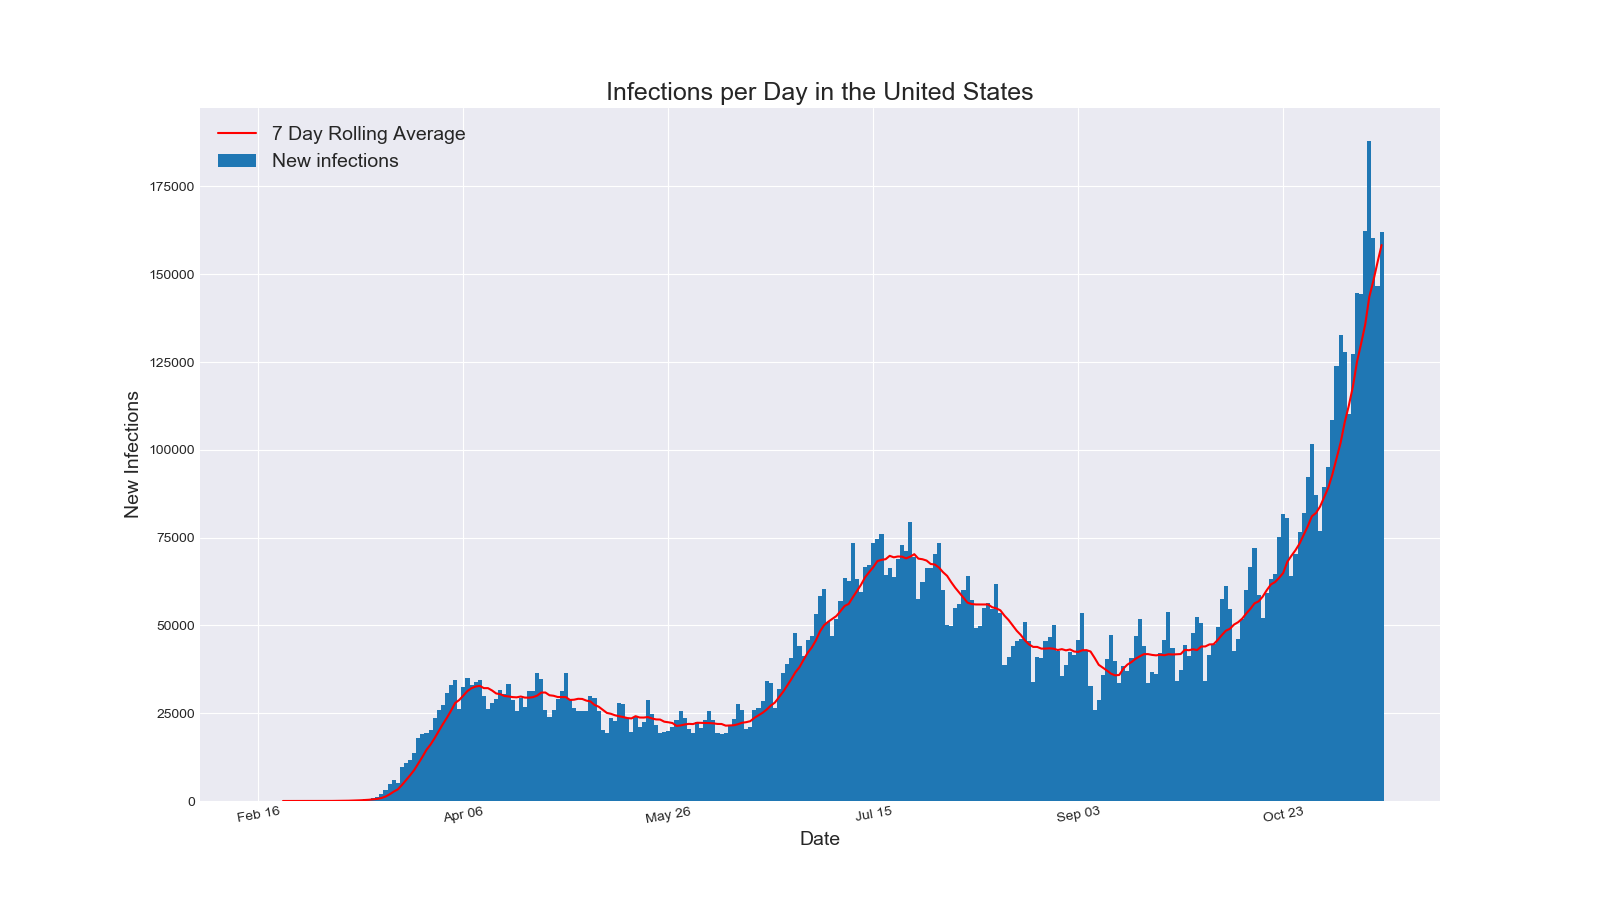 Infections per Day in the United States
7 Day Rolling Average
New infections
175000
150000
125000
100000
75000
50000
25000
0
New Infections
Feb 16
Apr 06
May 26
Jul 15
Sep 03
Oct 23
Date